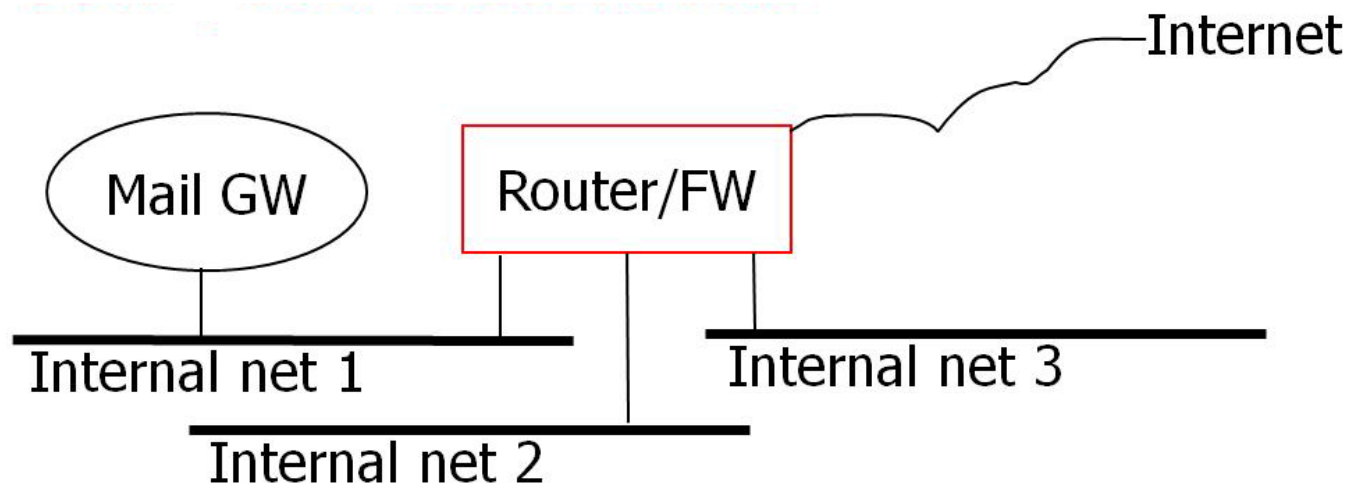 Internet
Mail GW
Router/FW
Internal net 1
Internal net 3
Internal net 2